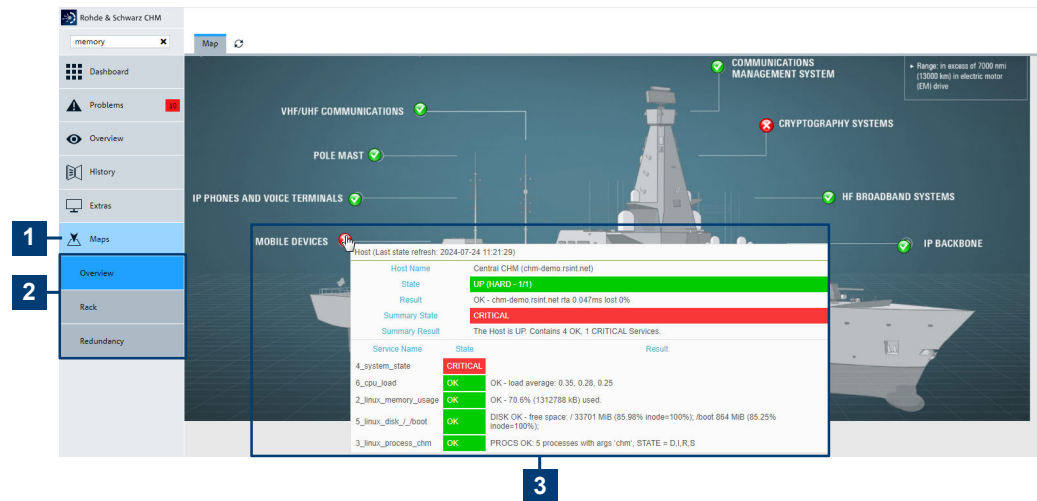 Rohde & Schwarz CHM
memory
Map
Dashboard
Problems
10
Overview
History
Extras
1
Maps
2
Overview
Rack
Redundancy
COMMUNICATIONS
MANAGEMENT SYSTEM
▸ Range: in excess of 7000 nmi
(13000 km) in electric motor
(EM) drive
VHF/UHF COMMUNICATIONS
CRYPTOGRAPHY SYSTEMS
POLE MAST
IP PHONES AND VOICE TERMINALS
HF BROADBAND SYSTEMS
MOBILE DEVICES
IP BACKBONE
Host (Last state refresh: 2024-07-24 11:21:29)
Host Name Central CHM (chm-demo.rsint.net)
State UP (HARD - 1/1)
Result OK - chm-demo.rsint.net rta 0.047ms lost 0%
Summary State CRITICAL
Summary Result The Host is UP. Contains 4 OK, 1 CRITICAL Services.
Service Name State Result
4_system_state CRITICAL
6_cpu_load OK OK - load average: 0.35, 0.28, 0.25
2_linux_memory_usage OK OK - 70.6% (1312788 kB) used.
5_linux_disk_/_/boot OK DISK OK - free space: / 33701 MiB (85.98% inode=100%); /boot 864 MiB (85.25%
inode=100%);
3_linux_process_chm OK PROCS OK: 5 processes with args 'chm', STATE = D,I,R,S
3